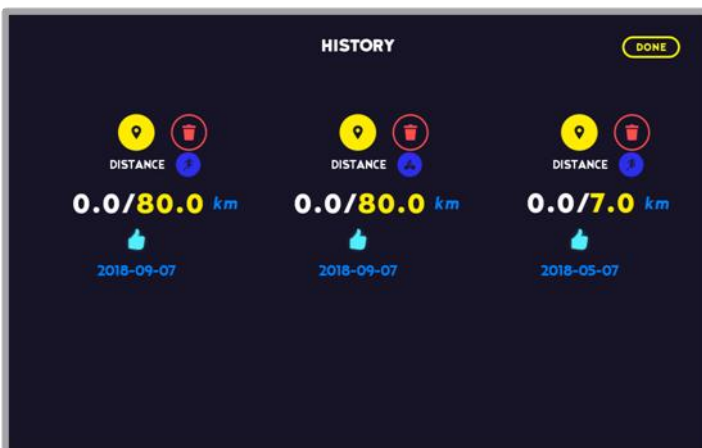 HISTORY
DONE
DISTANCE DISTANCE DISTANCE
0.0/80.0 km 0.0/80.0 km 0.0/7.0 km
2018-09-07 2018-09-07 2018-05-07